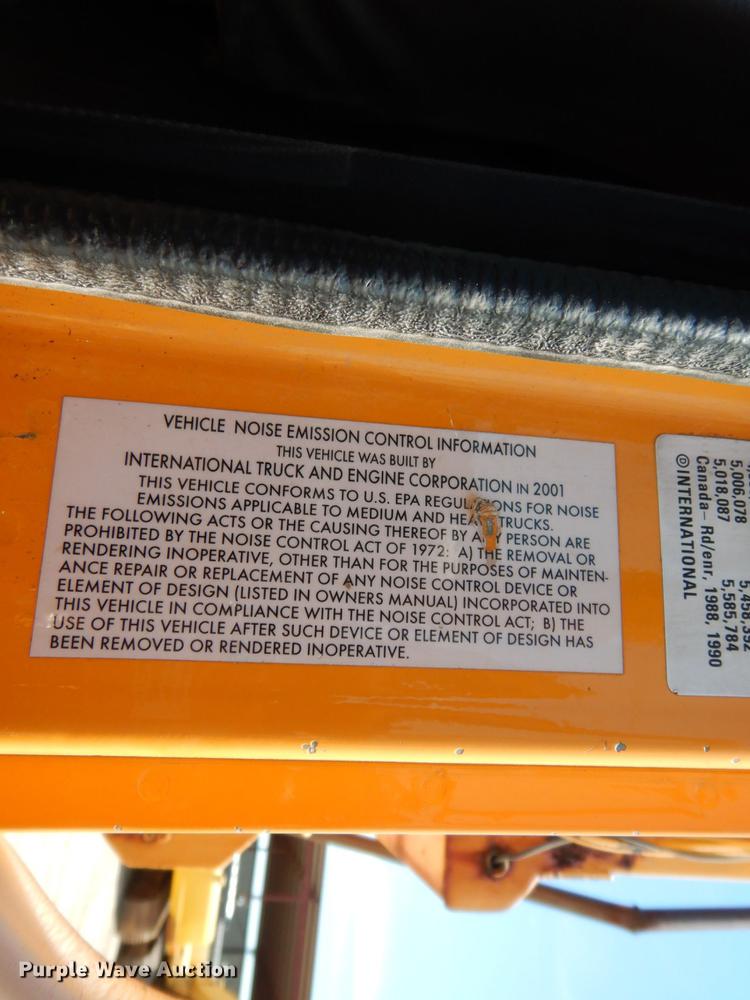 VEHICLE NOISE EMISSION CONTROL INFORMATION
THIS VEHICLE WAS BUILT BY
INTERNATIONAL TRUCK AND ENGINE CORPORATION IN 2001
THIS VEHICLE CONFORMS TO U.S. EPA REGULATIONS FOR NOISE
EMISSIONS APPLICABLE TO MEDIUM AND HEAVY TRUCKS.
THE FOLLOWING ACTS OR THE CAUSING THEREOF BY ANY PERSON ARE
PROHIBITED BY THE NOISE CONTROL ACT OF 1972: A) THE REMOVAL OR
RENDERING INOPERATIVE, OTHER THAN FOR THE PURPOSES OF MAINTEN-
ANCE REPAIR OR REPLACEMENT OF ANY NOISE CONTROL DEVICE OR
ELEMENT OF DESIGN (LISTED IN OWNERS MANUAL) INCORPORATED INTO
THIS VEHICLE IN COMPLIANCE WITH THE NOISE CONTROL ACT; B) THE
USE OF THIS VEHICLE AFTER SUCH DEVICE OR ELEMENT OF DESIGN HAS
BEEN REMOVED OR RENDERED INOPERATIVE.
5,006,078
5,018,087 5,585,784
Canada- Rd/enr, 1988, 1990
©INTERNATIONAL
Purple Wave Auction